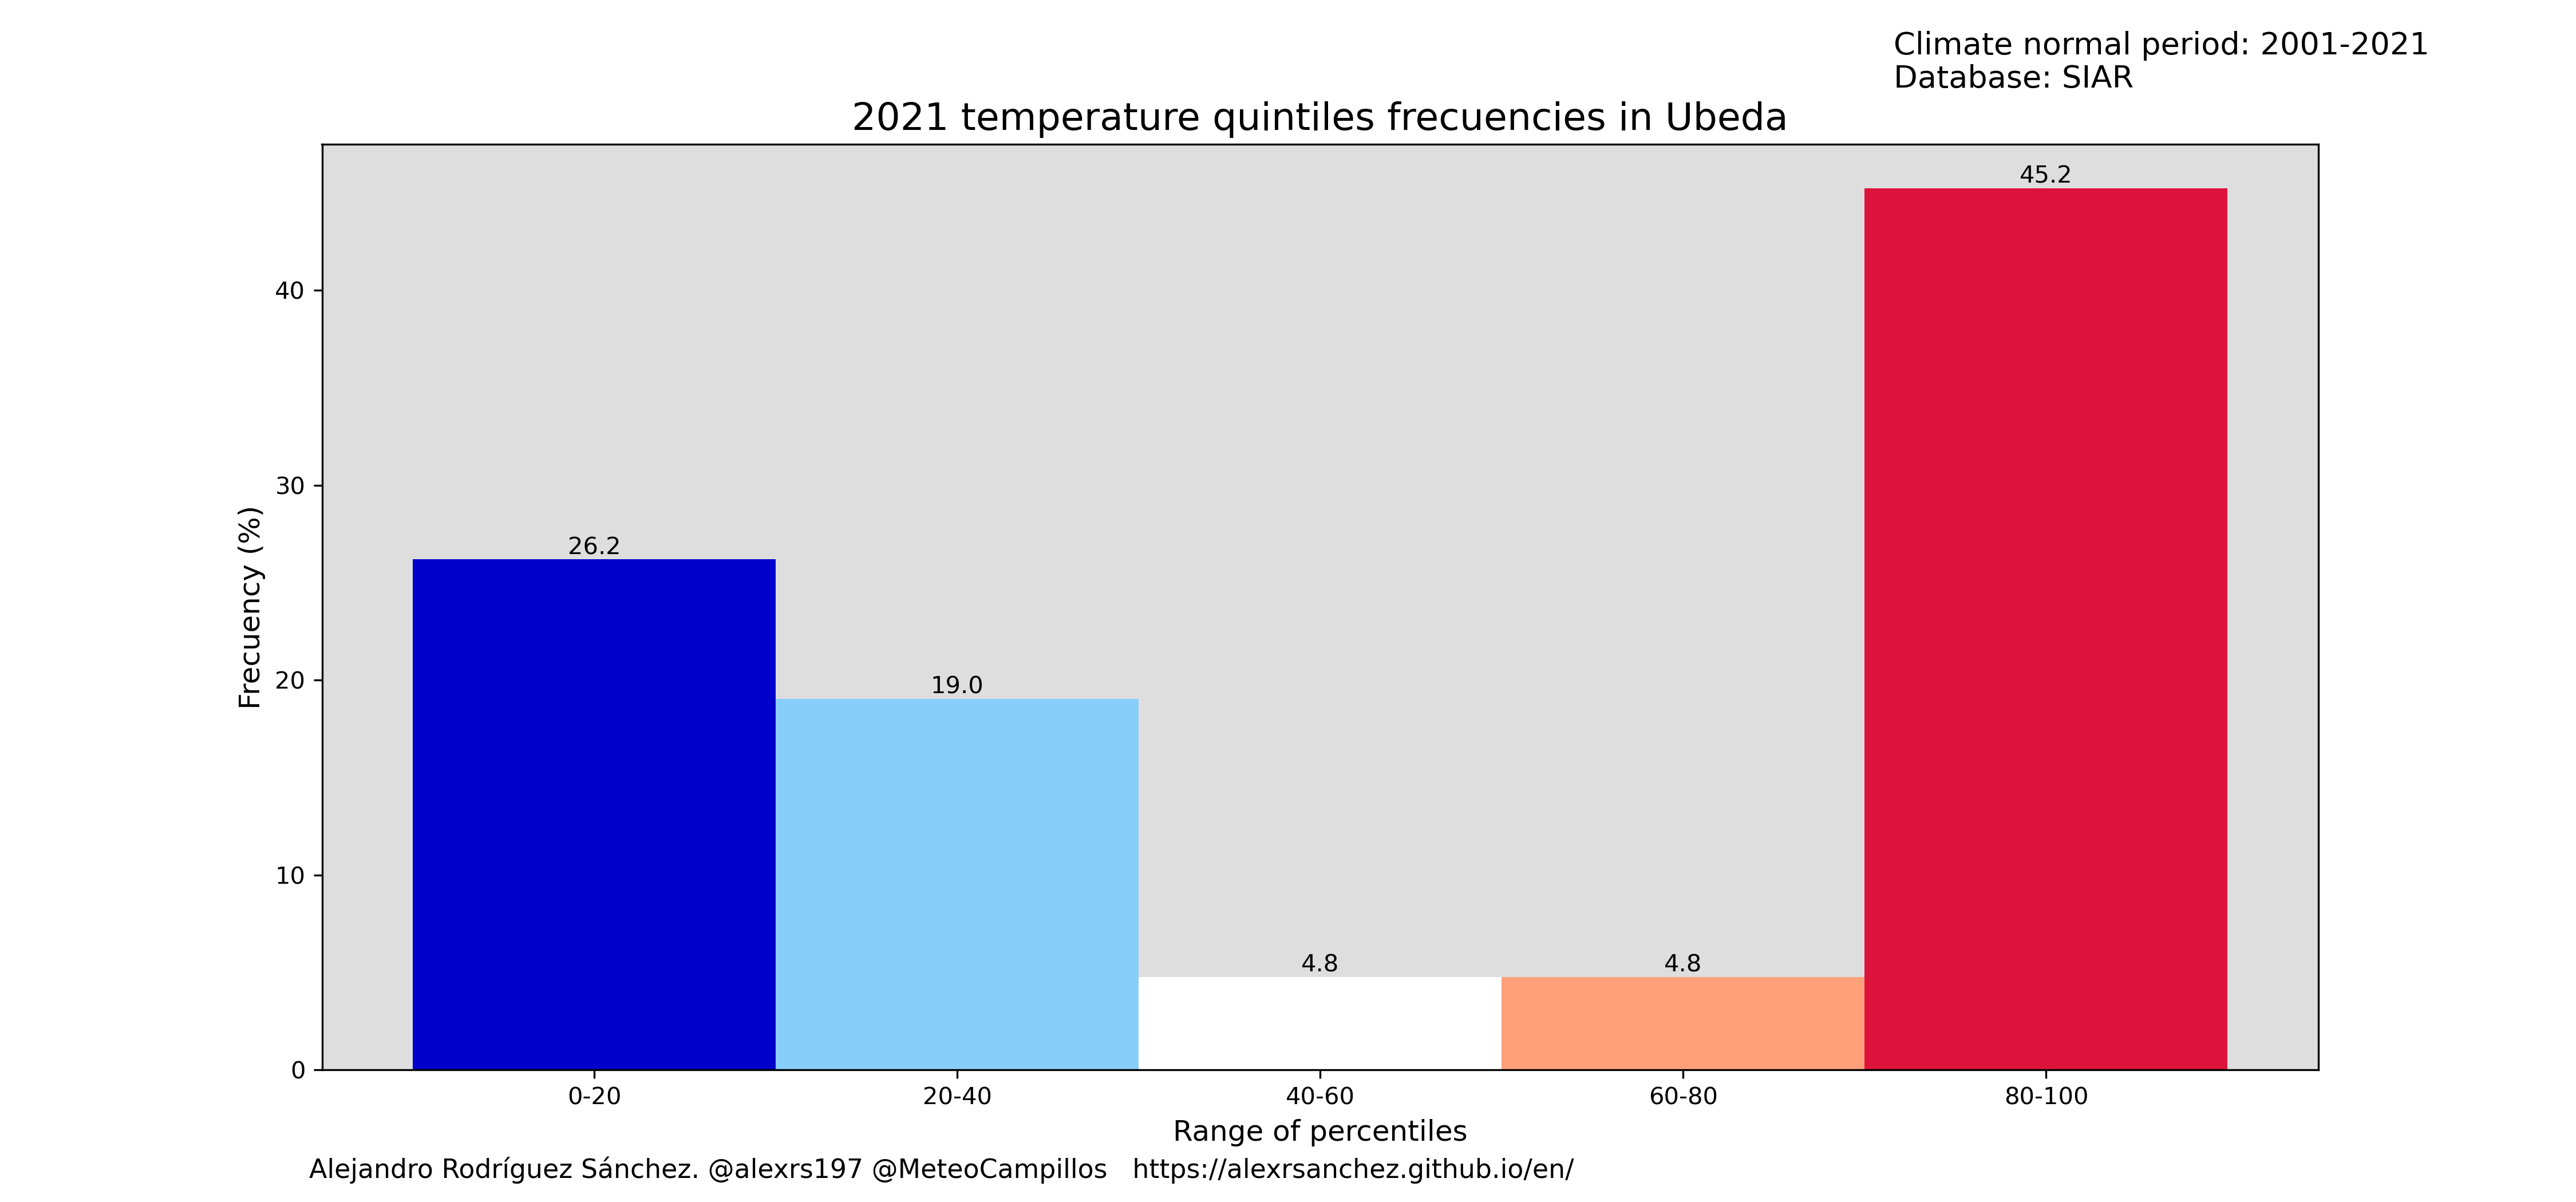 Climate normal period: 2001-2021
Database: SIAR
2021 temperature quintiles frecuencies in Ubeda
45.2
40
30
26.2
Frecuency (%)
20
19.0
10
4.8
4.8
0
0-20
20-40
40-60
60-80
80-100
Range of percentiles
Alejandro Rodríguez Sánchez. @alexrs197 @MeteoCampillos   https://alexrsanchez.github.io/en/